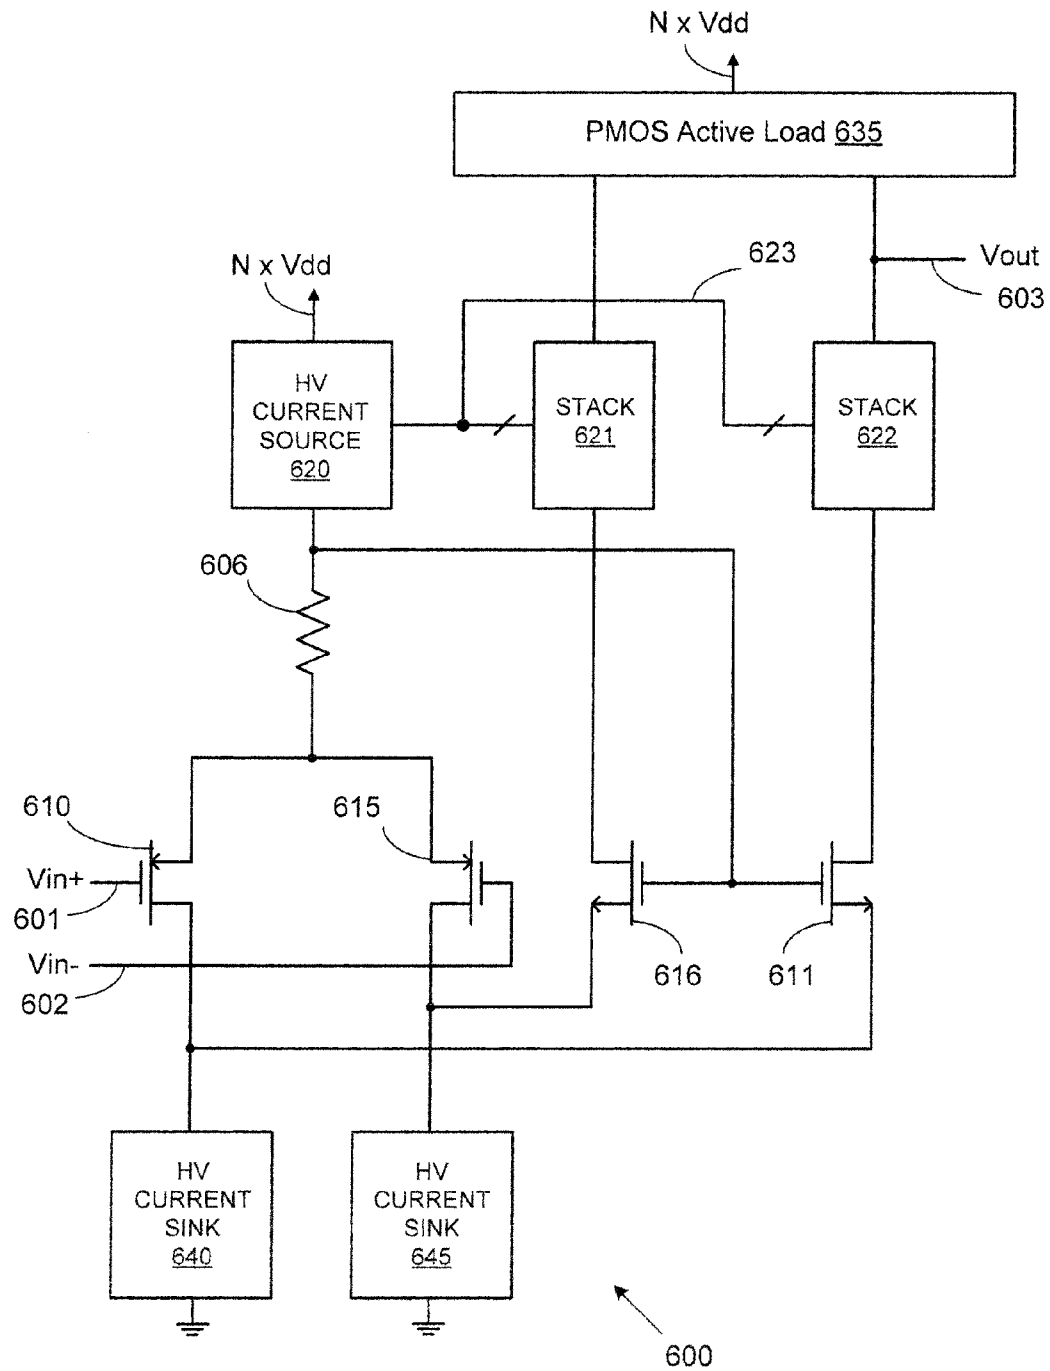 N x Vdd
PMOS Active Load 635
623
Vout
603
N x Vdd
HV
CURRENT
SOURCE
620
STACK
621
STACK
622
606
610
615
Vin+
601
Vin-
602
616
611
HV
CURRENT
SINK
640
HV
CURRENT
SINK
645
600